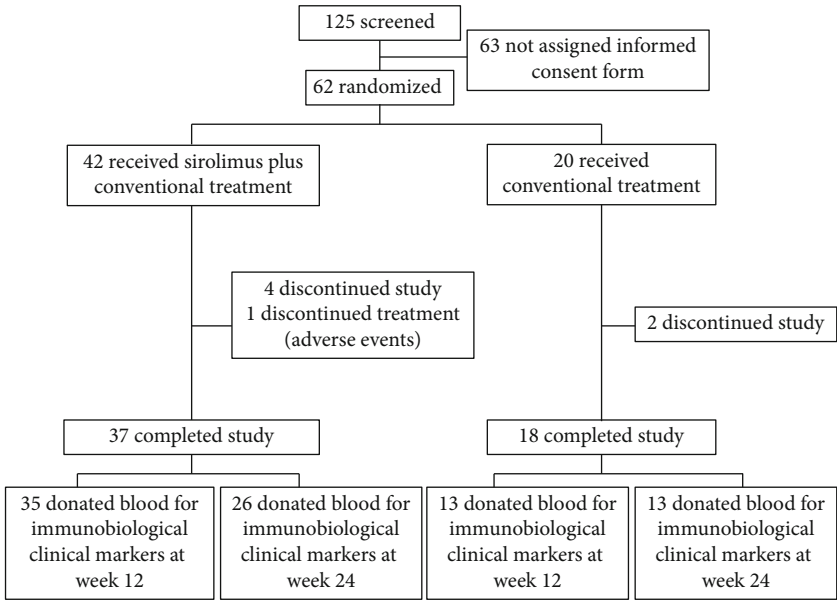 125 screened
63 not assigned informed
consent form
62 randomized
42 received sirolimus plus
conventional treatment
20 received
conventional treatment
4 discontinued study
1 discontinued treatment
(adverse events)
2 discontinued study
37 completed study
18 completed study
35 donated blood for
immunobiological
clinical markers at
week 12
26 donated blood for
immunobiological
clinical markers at
week 24
13 donated blood for
immunobiological
clinical markers at
week 12
13 donated blood for
immunobiological
clinical markers at
week 24